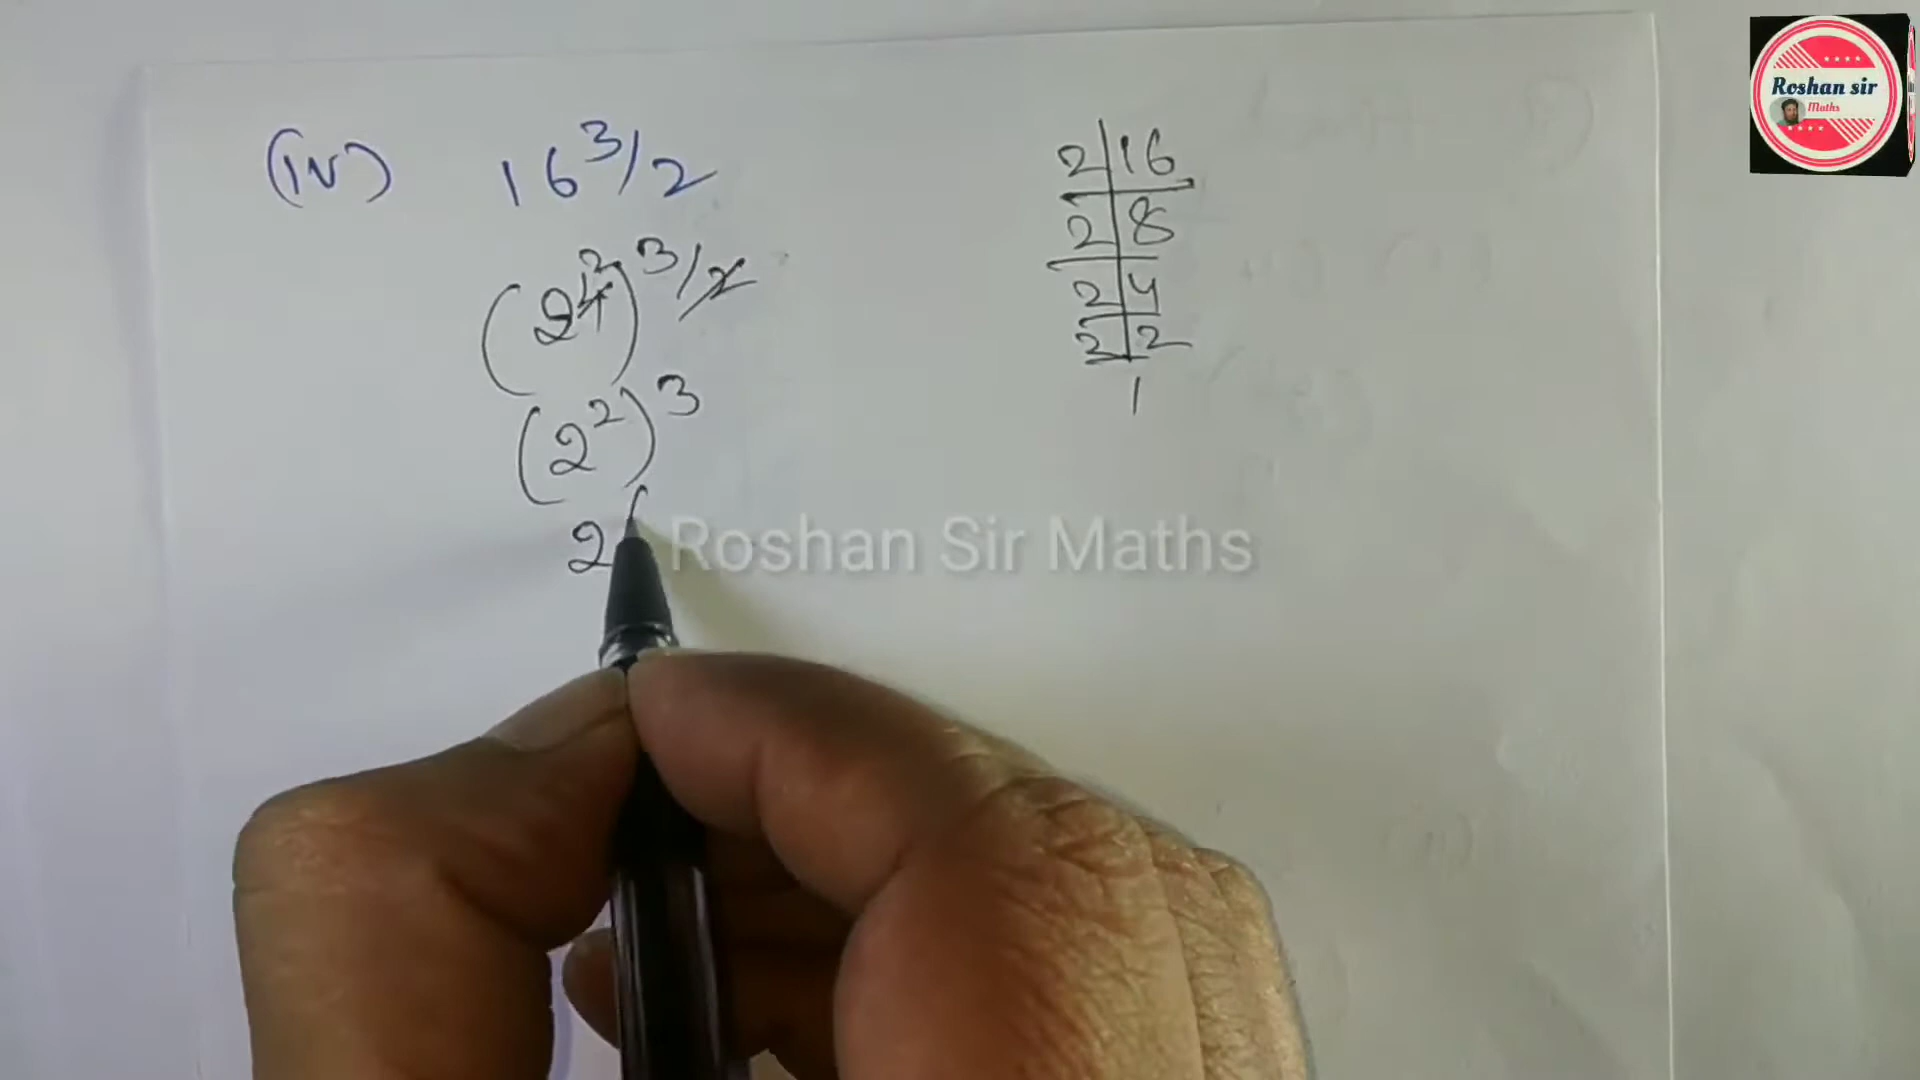 (iv) 16^3/2
(2^4 2)^3/2
(2^2)^3
2
2|16
2|8
2|4
2|2
1
Roshan Sir Maths
Roshan sir
Maths